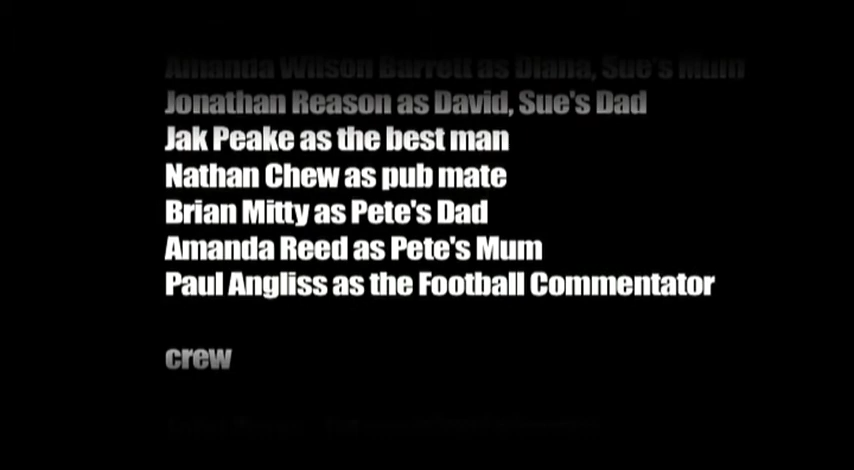 Amanda Wilson Barrett as Diana, Sue's Mum
Jonathan Reason as David, Sue's Dad
Jak Peake as the best man
Nathan Chew as pub mate
Brian Mitty as Pete's Dad
Amanda Reed as Pete's Mum
Paul Angliss as the Football Commentator
crew